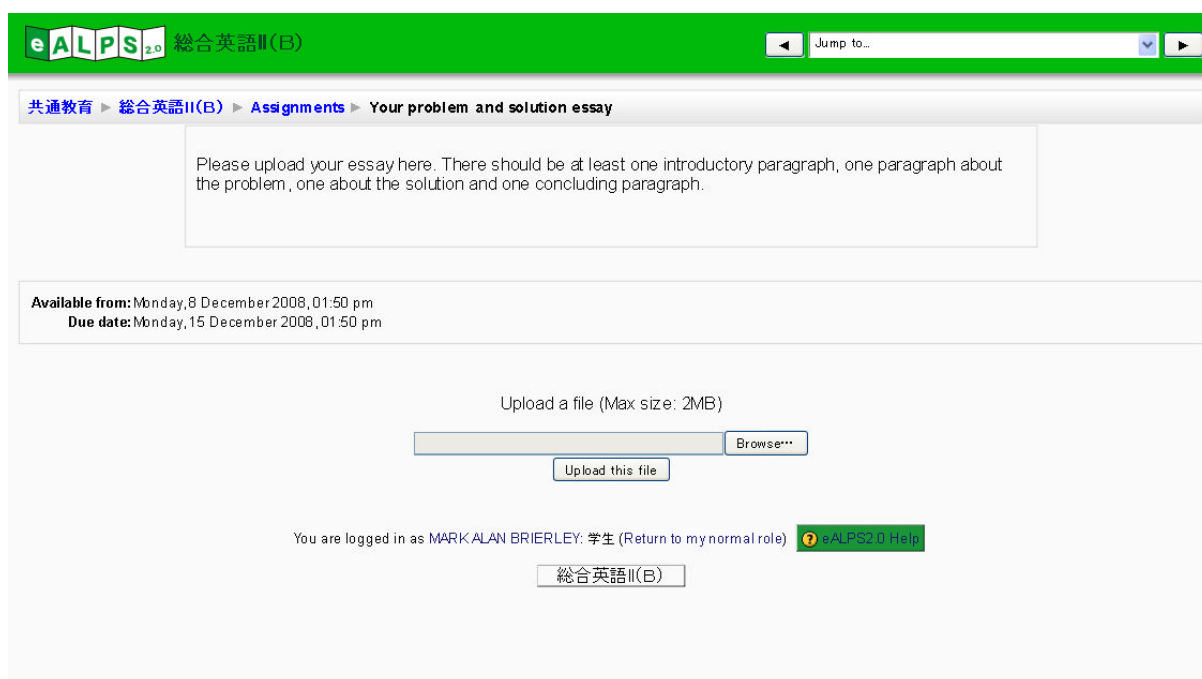 eALPS2.0 総合英語Ⅱ(B)
Jump to...
共通教育 ► 総合英語II(B) ► Assignments ► Your problem and solution essay
Please upload your essay here. There should be at least one introductory paragraph, one paragraph about
the problem, one about the solution and one concluding paragraph.
Available from: Monday, 8 December 2008, 01:50 pm
Due date: Monday, 15 December 2008, 01:50 pm
Upload a file (Max size: 2MB)
Browse…
Upload this file
You are logged in as MARK ALAN BRIERLEY: 学生 (Return to my normal role) eALPS2.0 Help
総合英語II(B)